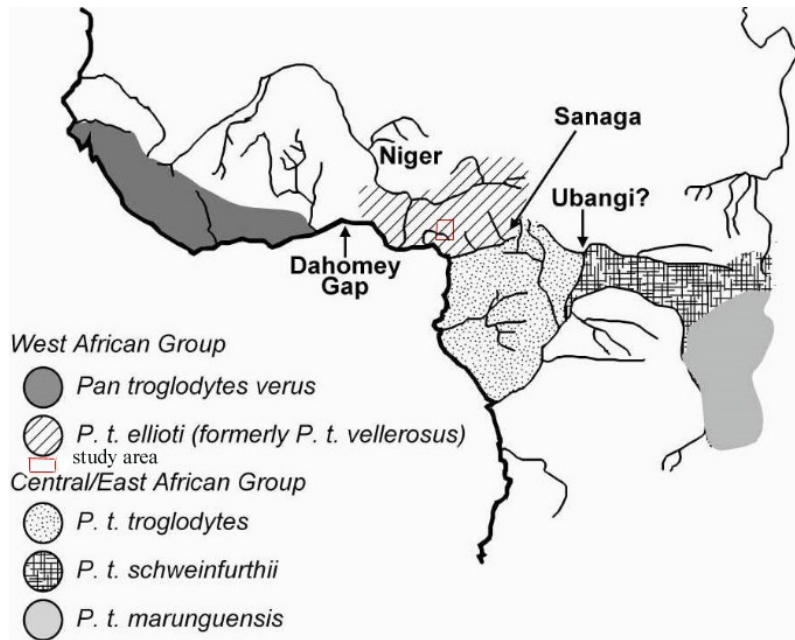 Sanaga
Niger
Ubangi?
Dahomey
Gap
West African Group
Pan troglodytes verus
P. t. ellioti (formerly P. t. vellerosus)
study area
Central/East African Group
P. t. troglodytes
P. t. schweinfurthii
P. t. marunguensis